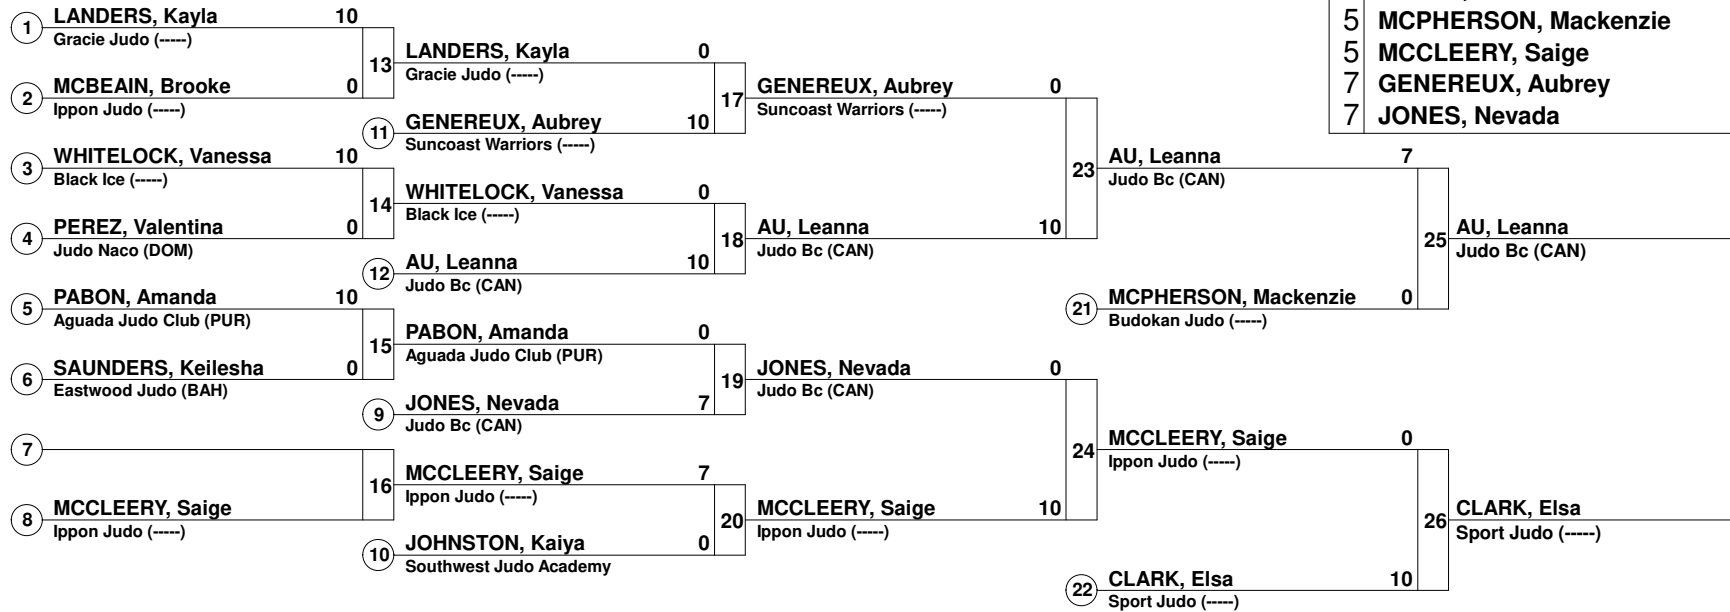 1 LANDERS, Kayla 10
Gracie Judo (-----)
2 MCBEAIN, Brooke 0
Ippon Judo (-----)
3 WHITELOCK, Vanessa 10
Black Ice (-----)
4 PEREZ, Valentina 0
Judo Naco (DOM)
5 PABON, Amanda 10
Aguada Judo Club (PUR)
6 SAUNDERS, Keilesha 0
Eastwood Judo (BAH)
7
8 MCCLEERY, Saige
Ippon Judo (-----)
13 LANDERS, Kayla 0
Gracie Judo (-----)
11 GENEREUX, Aubrey 10
Suncoast Warriors (-----)
14 WHITELOCK, Vanessa 0
Black Ice (-----)
12 AU, Leanna 10
Judo Bc (CAN)
15 PABON, Amanda 0
Aguada Judo Club (PUR)
9 JONES, Nevada 7
Judo Bc (CAN)
16 MCCLEERY, Saige 7
Ippon Judo (-----)
10 JOHNSTON, Kaiya 0
Southwest Judo Academy
17 GENEREUX, Aubrey 0
Suncoast Warriors (-----)
18 AU, Leanna 10
Judo Bc (CAN)
19 JONES, Nevada 0
Judo Bc (CAN)
20 MCCLEERY, Saige 10
Ippon Judo (-----)
23 AU, Leanna 7
Judo Bc (CAN)
21 MCPHERSON, Mackenzie 0
Budokan Judo (-----)
24 MCCLEERY, Saige 0
Ippon Judo (-----)
22 CLARK, Elsa 10
Sport Judo (-----)
25 AU, Leanna
Judo Bc (CAN)
26 CLARK, Elsa
Sport Judo (-----)
5 MCPHERSON, Mackenzie
5 MCCLEERY, Saige
7 GENEREUX, Aubrey
7 JONES, Nevada